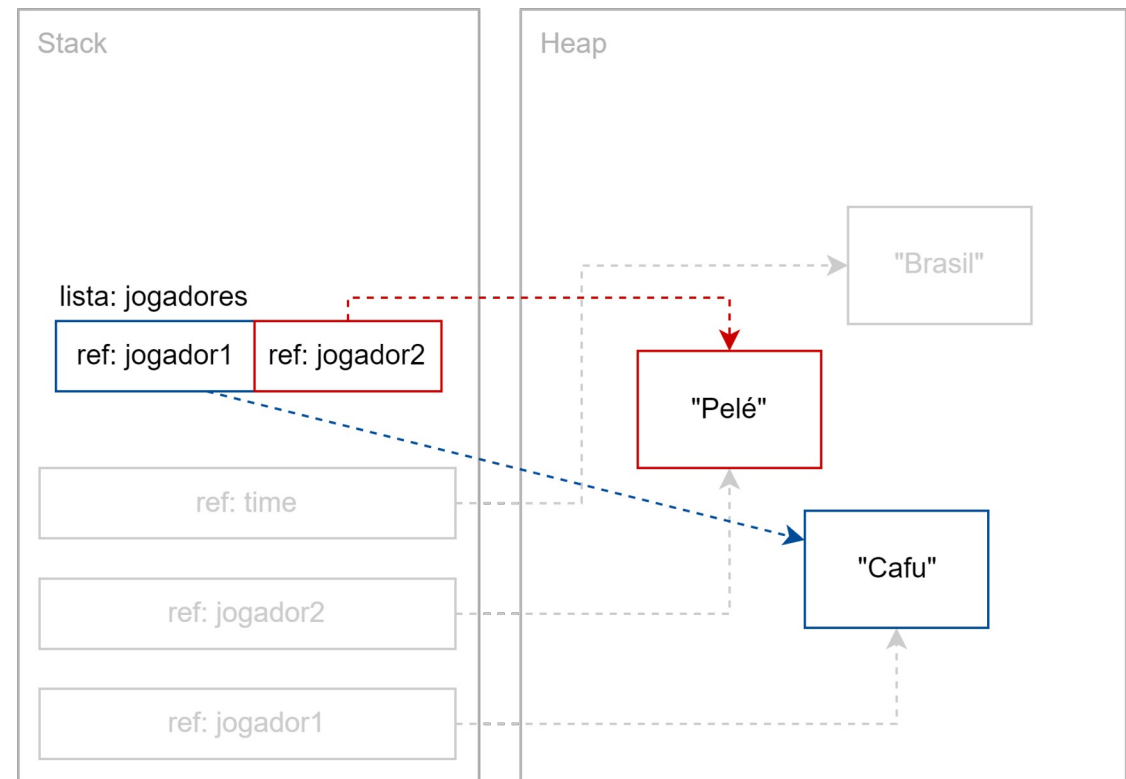 Stack
Heap
"Brasil"
lista: jogadores
ref: jogador1 ref: jogador2
"Pelé"
ref: time
"Cafu"
ref: jogador2
ref: jogador1